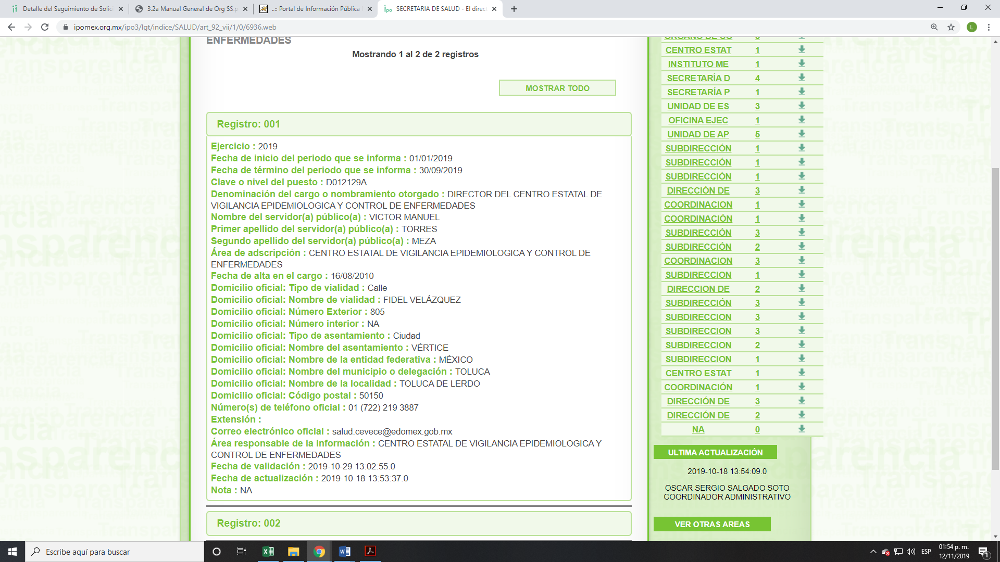 Detalle del Seguimiento de Solici
3.2a Manual General de Org SS.p
..:: Portal de Información Pública
SECRETARIA DE SALUD - El direct
ipomex.org.mx/ipo3/lgt/indice/SALUD/art_92_vii/1/0/6936.web
L
ENFERMEDADES
Mostrando 1 al 2 de 2 registros
MOSTRAR TODO
Registro: 001
Ejercicio : 2019
Fecha de inicio del periodo que se informa : 01/01/2019
Fecha de término del periodo que se informa : 30/09/2019
Clave o nivel del puesto : D012129A
Denominación del cargo o nombramiento otorgado : DIRECTOR DEL CENTRO ESTATAL DE
VIGILANCIA EPIDEMIOLOGICA Y CONTROL DE ENFERMEDADES
Nombre del servidor(a) público(a) : VICTOR MANUEL
Primer apellido del servidor(a) público(a) : TORRES
Segundo apellido del servidor(a) público(a) : MEZA
Área de adscripción : CENTRO ESTATAL DE VIGILANCIA EPIDEMIOLOGICA Y CONTROL DE
ENFERMEDADES
Fecha de alta en el cargo : 16/08/2010
Domicilio oficial: Tipo de vialidad : Calle
Domicilio oficial: Nombre de vialidad : FIDEL VELÁZQUEZ
Domicilio oficial: Número Exterior : 805
Domicilio oficial: Número interior : NA
Domicilio oficial: Tipo de asentamiento : Ciudad
Domicilio oficial: Nombre del asentamiento : VÉRTICE
Domicilio oficial: Nombre de la entidad federativa : MÉXICO
Domicilio oficial: Nombre del municipio o delegación : TOLUCA
Domicilio oficial: Nombre de la localidad : TOLUCA DE LERDO
Domicilio oficial: Código postal : 50150
Número(s) de teléfono oficial : 01 (722) 219 3887
Extensión :
Correo electrónico oficial : salud.cevece@edomex.gob.mx
Área responsable de la información : CENTRO ESTATAL DE VIGILANCIA EPIDEMIOLOGICA Y
CONTROL DE ENFERMEDADES
Fecha de validación : 2019-10-29 13:02:55.0
Fecha de actualización : 2019-10-18 13:53:37.0
Nota : NA
Registro: 002
CENTRO ESTAT 1
INSTITUTO ME 1
SECRETARÍA D 4
SECRETARÍA P 1
UNIDAD DE ES 3
OFICINA EJEC 1
UNIDAD DE AP 5
SUBDIRECCIÓN 1
SUBDIRECCIÓN 1
SUBDIRECCIÓN 1
DIRECCIÓN DE 3
COORDINACION 1
COORDINACIÓN 1
SUBDIRECCIÓN 3
SUBDIRECCIÓN 2
COORDINACION 3
SUBDIRECCION 1
DIRECCION DE 2
SUBDIRECCIÓN 3
SUBDIRECCION 3
SUBDIRECCION 3
SUBDIRECCION 2
SUBDIRECCION 1
CENTRO ESTAT 1
COORDINACIÓN 1
DIRECCIÓN DE 3
DIRECCIÓN DE 2
NA 0
ULTIMA ACTUALIZACIÓN
2019-10-18 13:54:09.0
OSCAR SERGIO SALGADO SOTO
COORDINADOR ADMINISTRATIVO
VER OTRAS AREAS
Escribe aquí para buscar
ESP
01:54 p. m.
12/11/2019
1